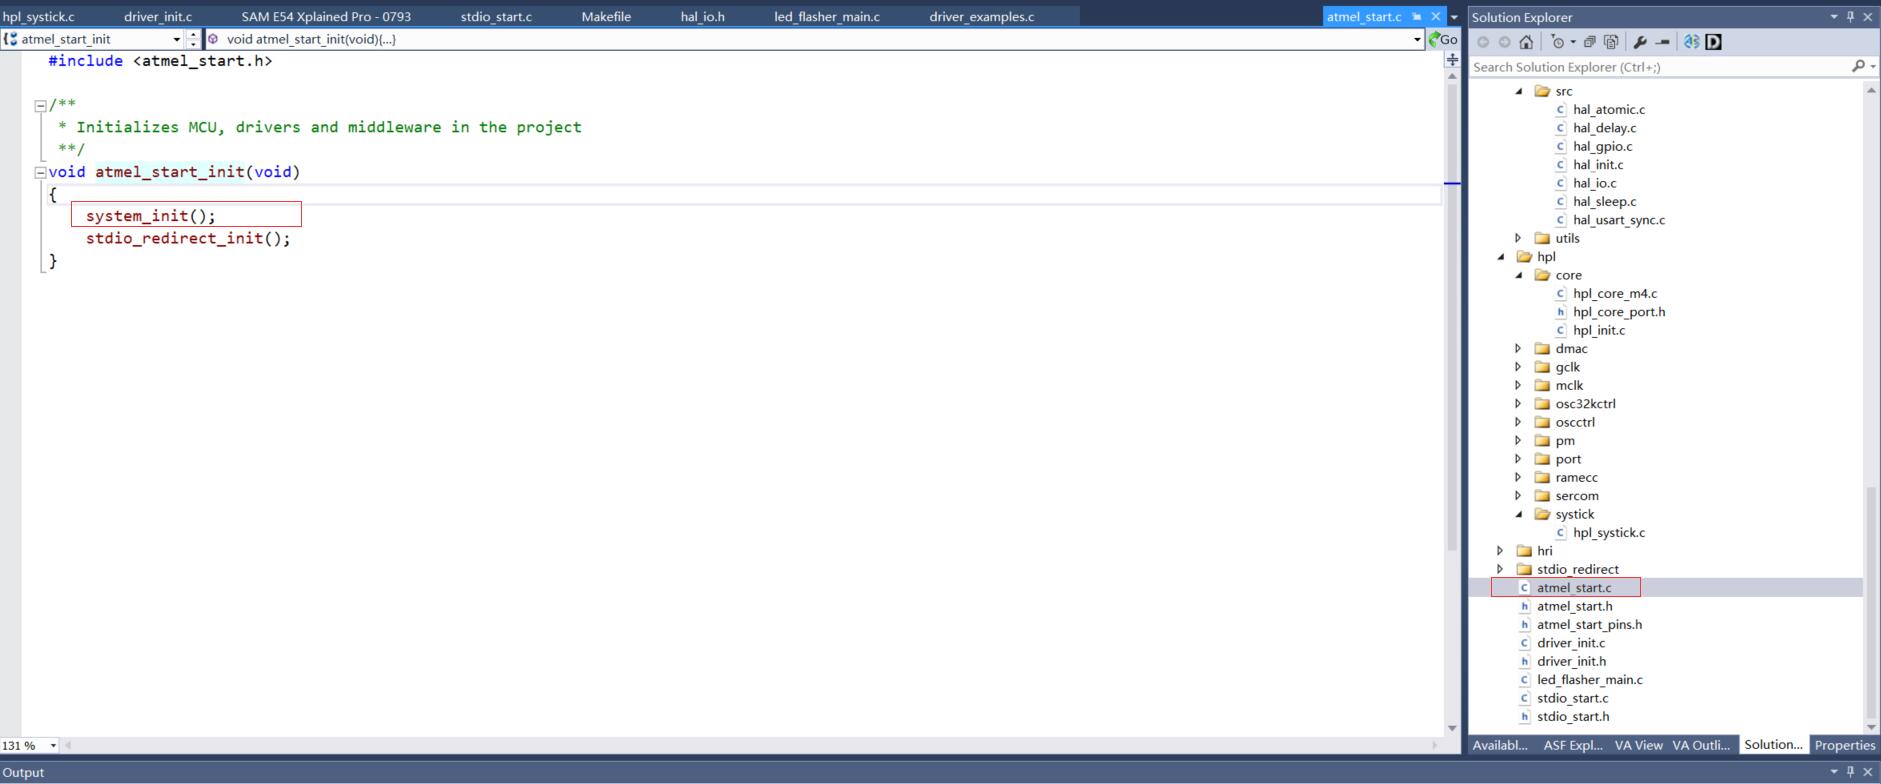 hpl_systick.c driver_init.c SAM E54 Xplained Pro - 0793 stdio_start.c Makefile hal_io.h led_flasher_main.c driver_examples.c atmel_start.c
atmel_start_init void atmel_start_init(void){...} Go
#include <atmel_start.h>
/**
* Initializes MCU, drivers and middleware in the project
**/
void atmel_start_init(void)
{
system_init();
stdio_redirect_init();
}
131 %
Output
Solution Explorer
Search Solution Explorer (Ctrl+;)
src
hal_atomic.c
hal_delay.c
hal_gpio.c
hal_init.c
hal_io.c
hal_sleep.c
hal_usart_sync.c
utils
hpl
core
hpl_core_m4.c
hpl_core_port.h
hpl_init.c
dmac
gclk
mclk
osc32kctrl
oscctrl
pm
port
ramecc
sercom
systick
hpl_systick.c
hri
stdio_redirect
atmel_start.c
atmel_start.h
atmel_start_pins.h
driver_init.c
driver_init.h
led_flasher_main.c
stdio_start.c
stdio_start.h
Availabl... ASF Expl... VA View VA Outli... Solution... Properties